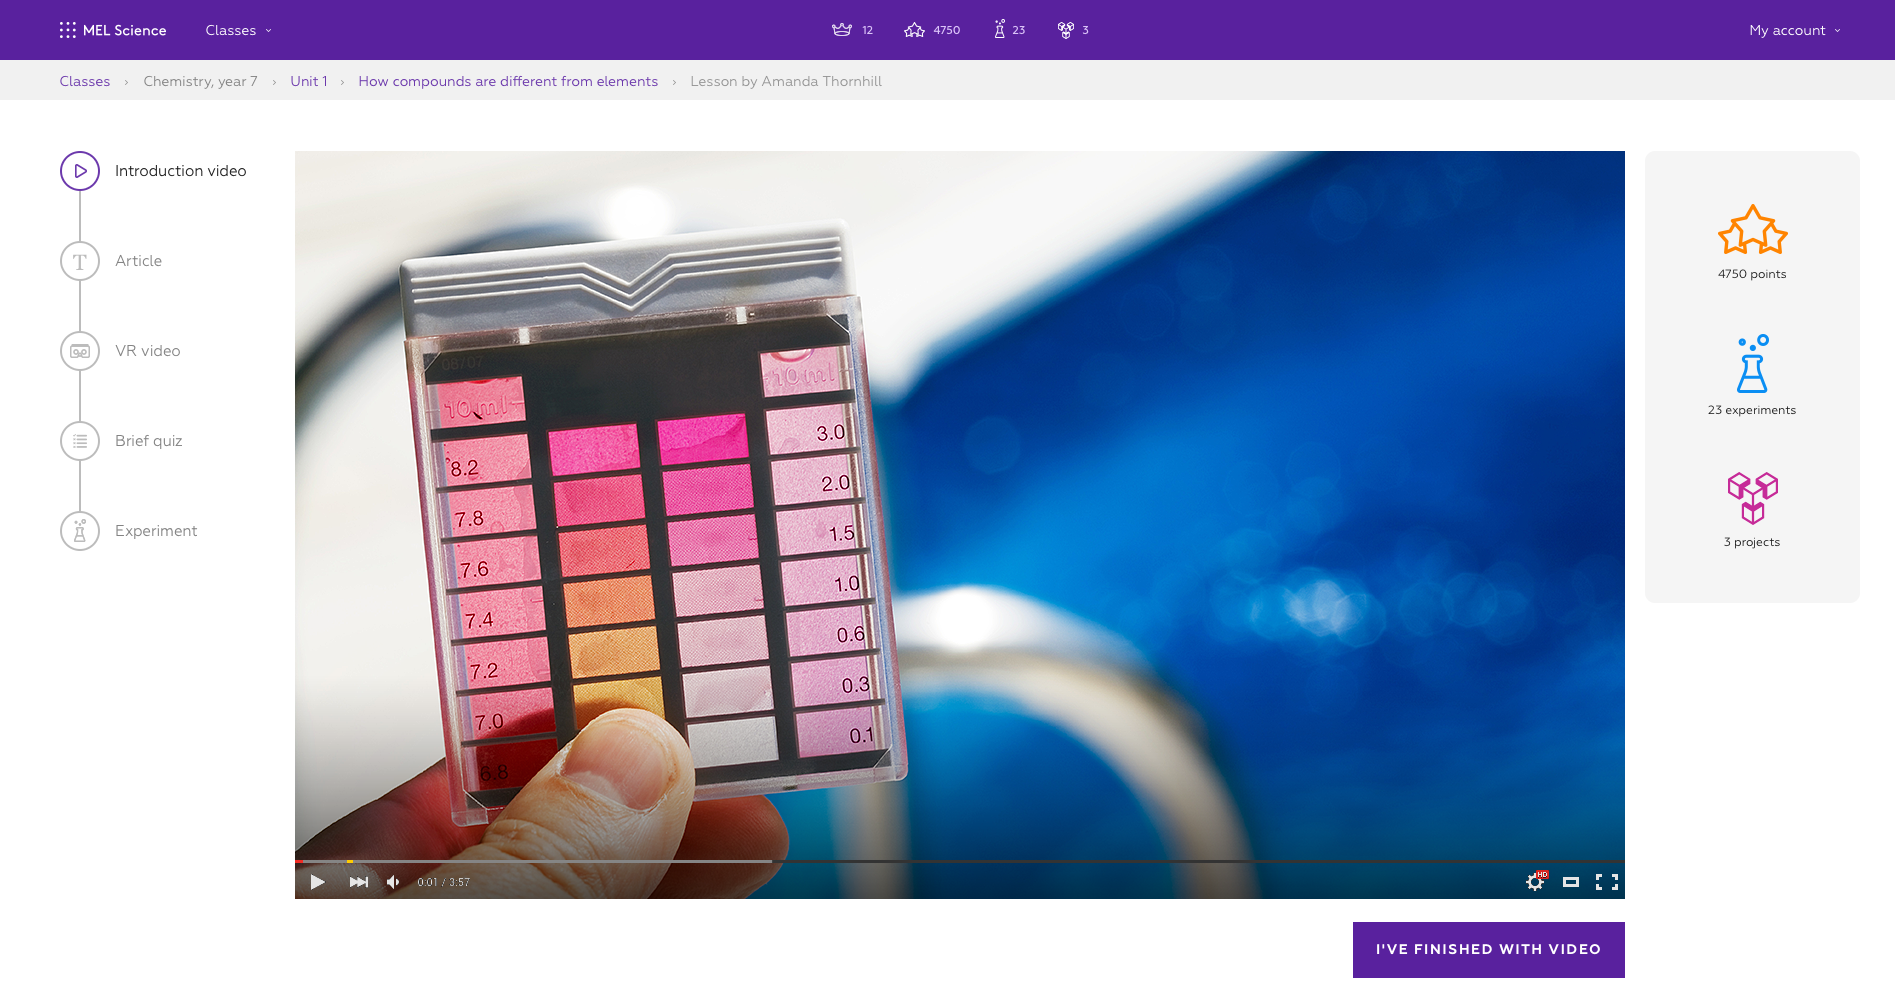 MEL Science
Classes
12
4750
23
3
My account
Classes › Chemistry, year 7 › Unit 1 › How compounds are different from elements › Lesson by Amanda Thornhill
Introduction video
Article
VR video
Brief quiz
Experiment
08/07
10ml
10ml
8.2
7.8
7.6
7.4
7.2
7.0
6.8
3.0
2.0
1.5
1.0
0.6
0.3
0.1
0:01 / 3:57
HD
4750 points
23 experiments
3 projects
I'VE FINISHED WITH VIDEO